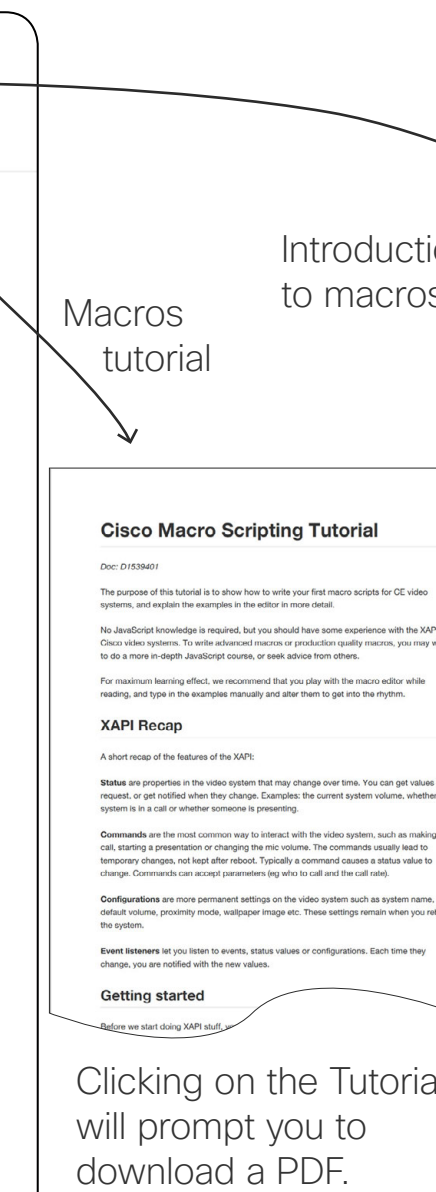 Introductio
to macros
Macros
tutorial
Cisco Macro Scripting Tutorial
Doc: D1539401
The purpose of this tutorial is to show how to write your first macro scripts for CE video
systems, and explain the examples in the editor in more detail.
No JavaScript knowledge is required, but you should have some experience with the XAP
Cisco video systems. To write advanced macros or production quality macros, you may w
to do a more in-depth JavaScript course, or seek advice from others.
For maximum learning effect, we recommend that you play with the macro editor while
reading, and type in the examples manually and alter them to get into the rhythm.
XAPI Recap
A short recap of the features of the XAPI:
Status are properties in the video system that may change over time. You can get values
request, or get notified when they change. Examples: the current system volume, whether
system is in a call or whether someone is presenting.
Commands are the most common way to interact with the video system, such as making
call, starting a presentation or changing the mic volume. The commands usually lead to
temporary changes, not kept after reboot. Typically a command causes a status value to
change. Commands can accept parameters (eg who to call and the call rate).
Configurations are more permanent settings on the video system such as system name,
default volume, proximity mode, wallpaper image etc. These settings remain when you re
the system.
Event listeners let you listen to events, status values or configurations. Each time they
change, you are notified with the new values.
Getting started
Before we start doing XAPI stuff,
Clicking on the Tutoria
will prompt you to
download a PDF.